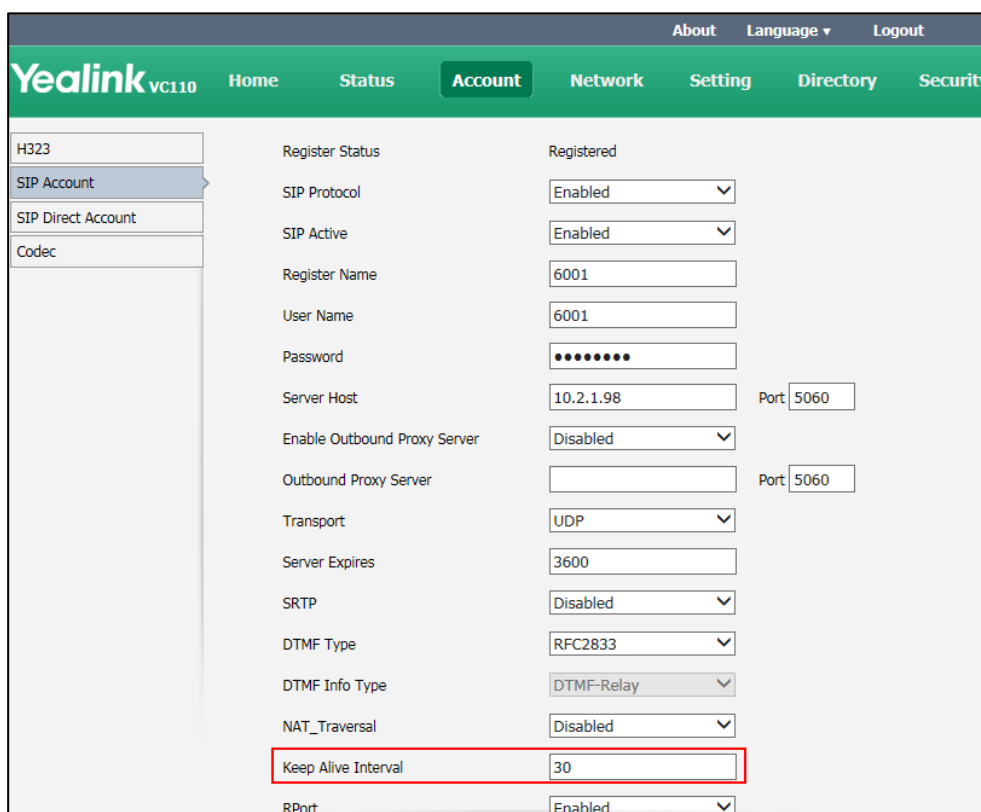 About Language ▾ Logout
Yealink VC110 Home Status Account Network Setting Directory Securit
H323
SIP Account
SIP Direct Account
Codec
Register Status Registered
SIP Protocol Enabled
SIP Active Enabled
Register Name 6001
User Name 6001
Password ••••••••
Server Host 10.2.1.98 Port 5060
Enable Outbound Proxy Server Disabled
Outbound Proxy Server Port 5060
Transport UDP
Server Expires 3600
SRTP Disabled
DTMF Type RFC2833
DTMF Info Type DTMF-Relay
NAT_Traversal Disabled
Keep Alive Interval 30
RPort Enabled